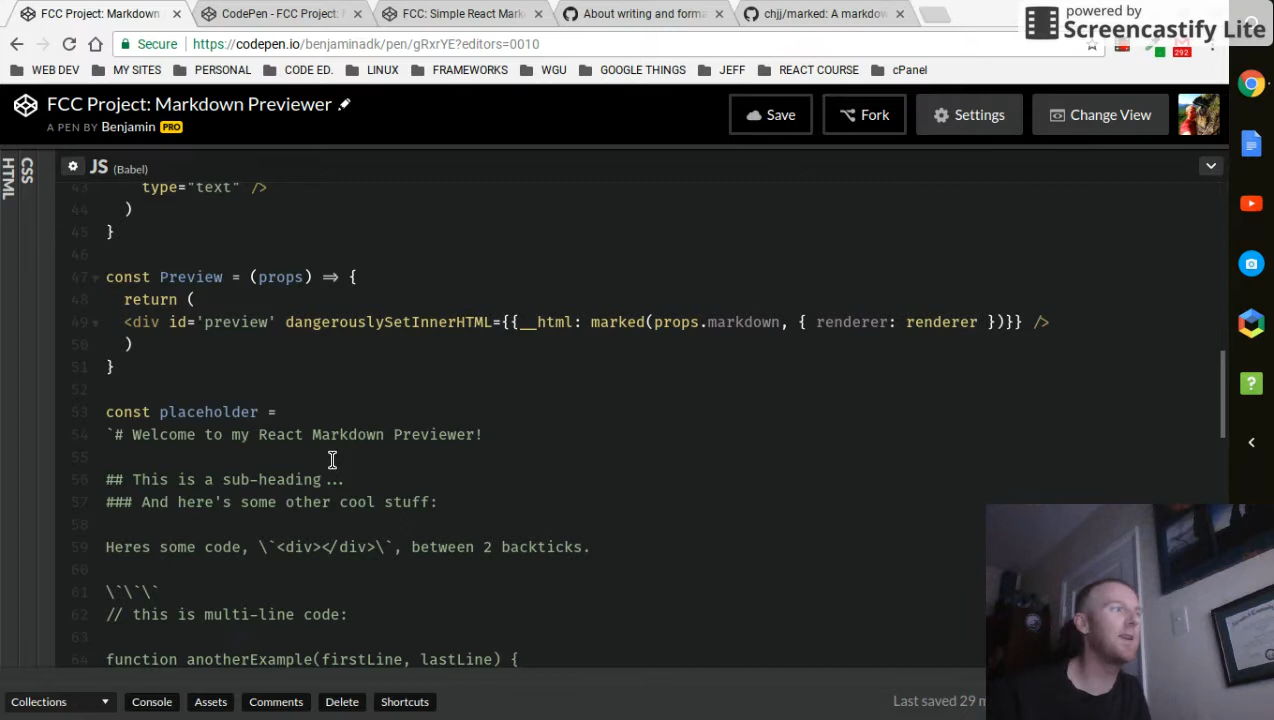 FCC Project: Markdown
CodePen - FCC Project:
FCC: Simple React Mark
About writing and forma
chjj/marked: A markdow
powered by
Screencastify Lite
Secure
https://codepen.io/benjaminadk/pen/gRxrYE?editors=0010
292
WEB DEV
MY SITES
PERSONAL
CODE ED.
LINUX
FRAMEWORKS
WGU
GOOGLE THINGS
JEFF
REACT COURSE
cPanel
FCC Project: Markdown Previewer
A PEN BY Benjamin PRO
Save
Fork
Settings
Change View
HTML
CSS
JS (Babel)
43 type="text" />
44 )
45 }
46
47 const Preview = (props) => {
48 return (
49 <div id='preview' dangerouslySetInnerHTML={{__html: marked(props.markdown, { renderer: renderer })}} />
50 )
51 }
52
53 const placeholder =
54 `# Welcome to my React Markdown Previewer!
55
56 ## This is a sub-heading...
57 ### And here's some other cool stuff:
58
59 Heres some code, \`<div></div>\`, between 2 backticks.
60
61 \`\`\`
62 // this is multi-line code:
63
64 function anotherExample(firstLine, lastLine) {
Collections
Console
Assets
Comments
Delete
Shortcuts
Last saved 29 m